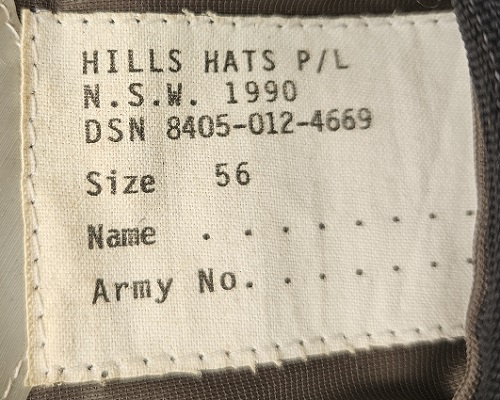 HILLS HATS P/L
N.S.W. 1990
DSN 8405-012-4669
Size 56
Name . . . . . . .
Army No. . . . . . .